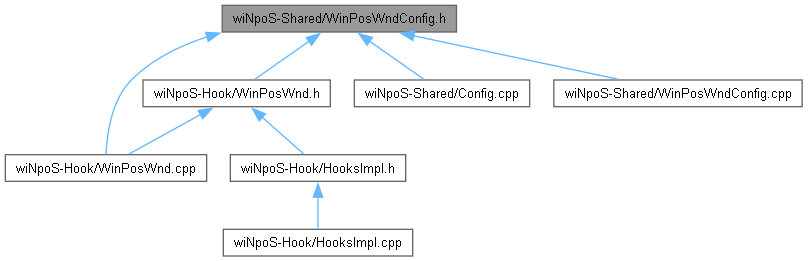 wiNpoS-Shared/WinPosWndConfig.h
wiNpoS-Hook/WinPosWnd.h
wiNpoS-Shared/Config.cpp
wiNpoS-Shared/WinPosWndConfig.cpp
wiNpoS-Hook/WinPosWnd.cpp
wiNpoS-Hook/HooksImpl.h
wiNpoS-Hook/HooksImpl.cpp